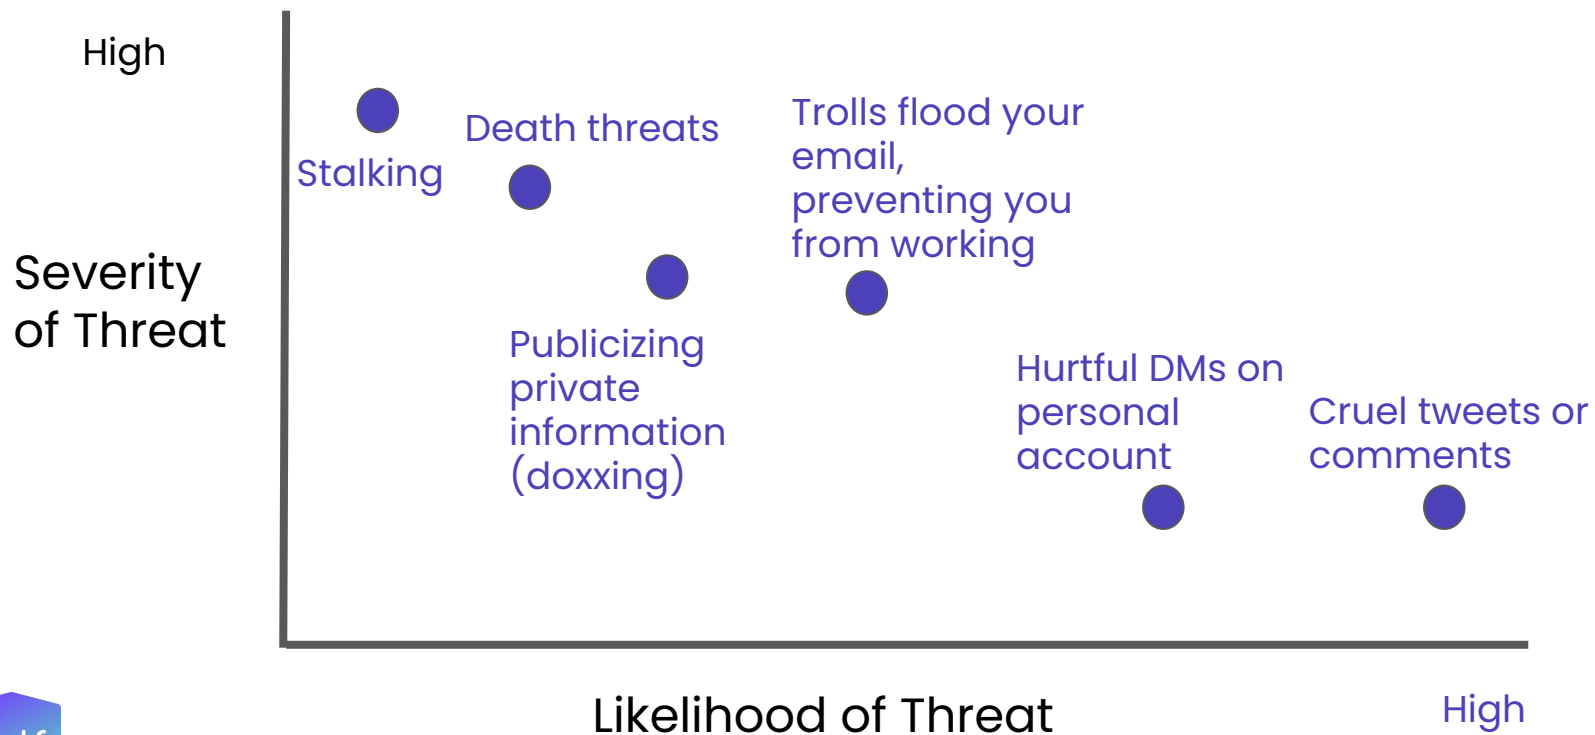 High
Death threats
Stalking
Trolls flood your
email,
preventing you
from working
Severity
of Threat
Publicizing
private
information
(doxxing)
Hurtful DMs on
personal
account
Cruel tweets or
comments
Likelihood of Threat
High